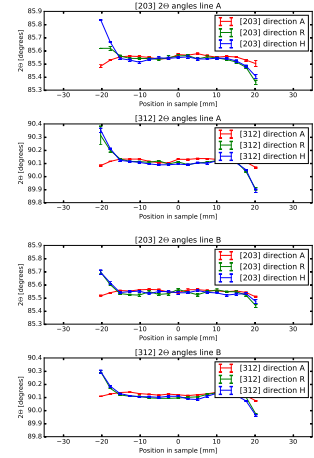 [203] 2Θ angles line A
85.9
85.8
85.7
85.6
85.5
85.4
85.3
2Θ [degrees]
[203] direction A
[203] direction R
[203] direction H
−30 −20 −10 0 10 20 30
Position in sample [mm]
[312] 2Θ angles line A
90.4
90.3
90.2
90.1
90.0
89.9
89.8
2Θ [degrees]
[312] direction A
[312] direction R
[312] direction H
−30 −20 −10 0 10 20 30
Position in sample [mm]
[203] 2Θ angles line B
85.9
85.8
85.7
85.6
85.5
85.4
85.3
2Θ [degrees]
[203] direction A
[203] direction R
[203] direction H
−30 −20 −10 0 10 20 30
Position in sample [mm]
[312] 2Θ angles line B
90.4
90.3
90.2
90.1
90.0
89.9
89.8
2Θ [degrees]
[312] direction A
[312] direction R
[312] direction H
−30 −20 −10 0 10 20 30
Position in sample [mm]